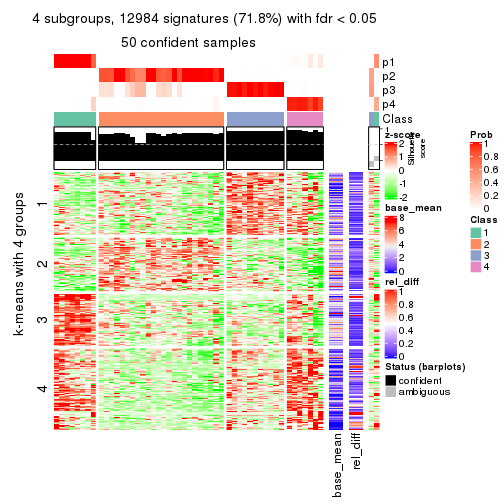 4 subgroups, 12984 signatures (71.8%) with fdr < 0.05
50 confident samples
p1
p2
p3
p4
Class
1
Silhouette
score
k-means with 4 groups
1
2
3
4
base_mean
rel_diff
z-score
2
1
0
-1
-2
base_mean
8
6
4
2
0
rel_diff
1
0.8
0.6
0.4
0.2
0
Status (barplots)
confident
ambiguous
Prob
1
0.8
0.6
0.4
0.2
0
Class
1
2
3
4